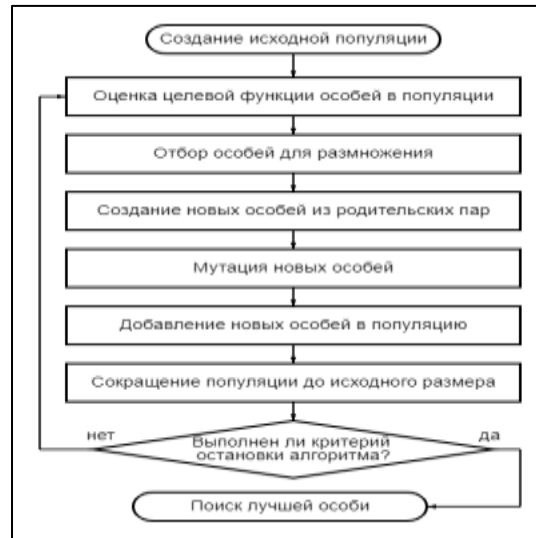 Создание исходной популяции
Оценка целевой функции особей в популяции
Отбор особей для размножения
Создание новых особей из родительских пар
Мутация новых особей
Добавление новых особей в популяцию
Сокращение популяции до исходного размера
нет
да
Выполнен ли критерий
остановки алгоритма?
Поиск лучшей особи